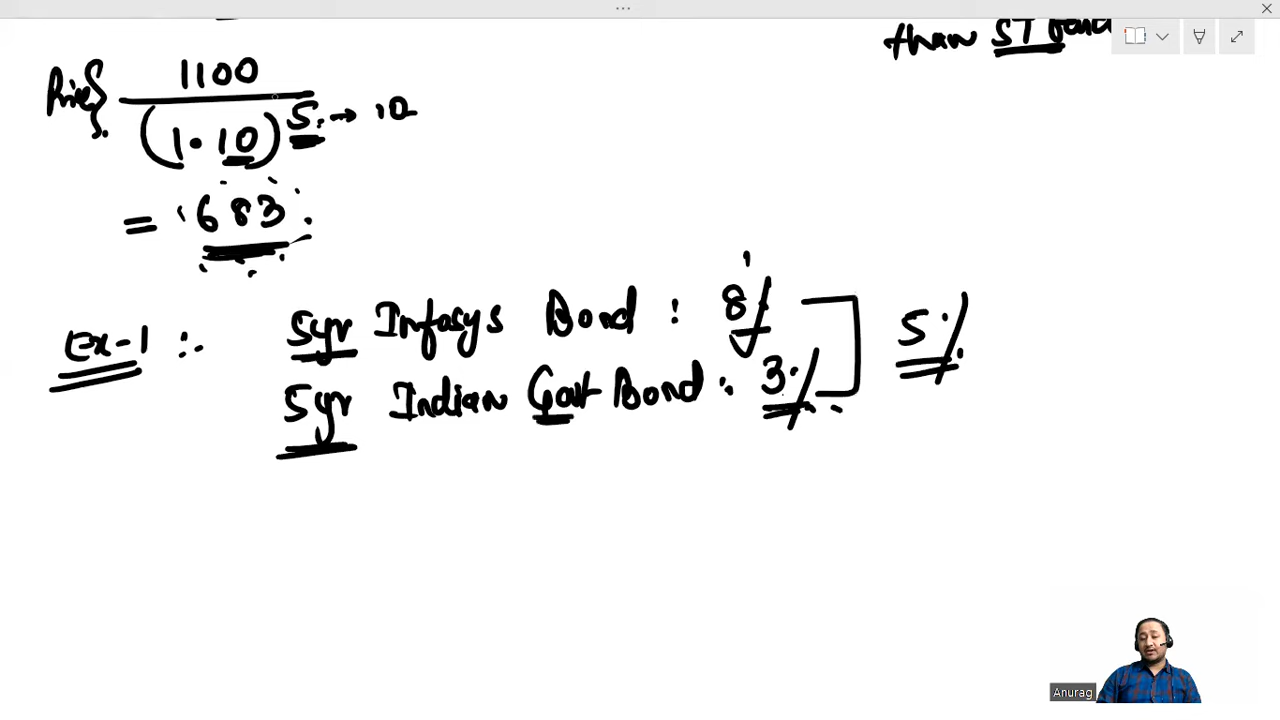 than ST
Price
1100
(1.10)^5 → 10
= 683
Ex-1 :- 5yr Infosys Bond : 8%
5yr Indian Govt Bond : 3%
5%
Anurag